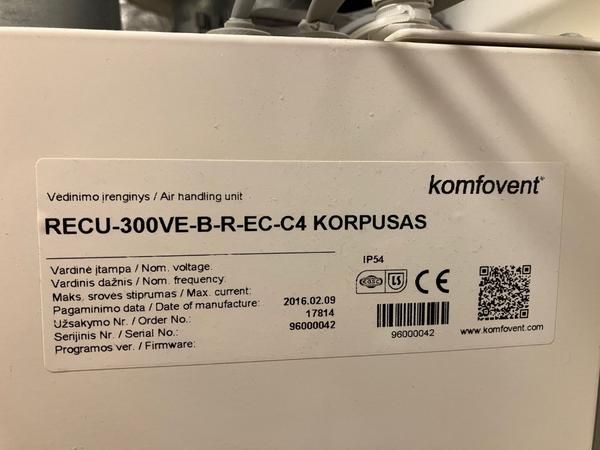 Vėdinimo įrenginys / Air handling unit
komfovent
RECU-300VE-B-R-EC-C4 KORPUSAS
Vardinė įtampa / Nom. voltage:
Vardinis dažnis / Nom. frequency:
Maks. srovės stiprumas / Max. current:
Pagaminimo data / Date of manufacture: 2016.02.09
Užsakymo Nr. / Order No.: 17814
Serijinis Nr. / Serial No.: 96000042
Programos ver. / Firmware:
IP54
CE
96000042
www.komfovent.com